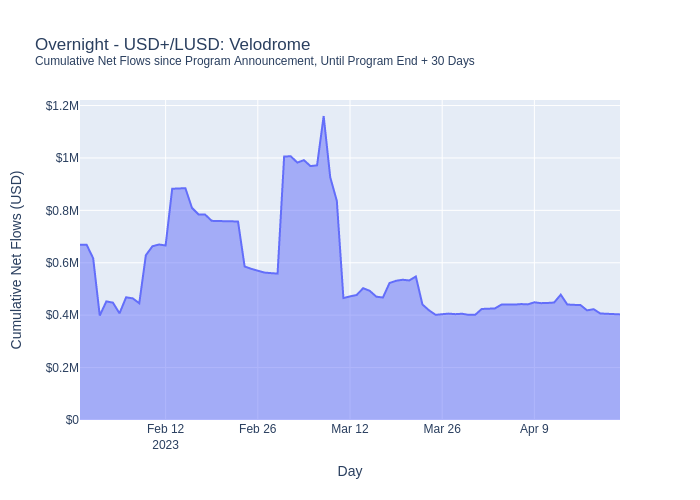 Overnight - USD+/LUSD: Velodrome
Cumulative Net Flows since Program Announcement, Until Program End + 30 Days
$1.2M
$1M
$0.8M
$0.6M
$0.4M
$0.2M
$0
Cumulative Net Flows (USD)
Feb 12 Feb 26 Mar 12 Mar 26 Apr 9
2023
Day